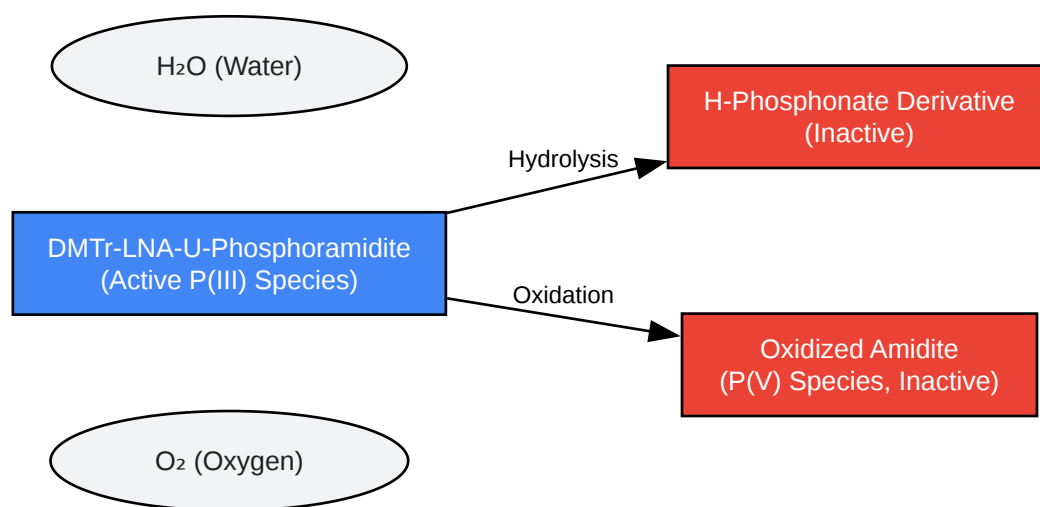 H₂O (Water)
H-Phosphonate Derivative
(Inactive)
Hydrolysis
DMTr-LNA-U-Phosphoramidite
(Active P(III) Species)
Oxidation
Oxidized Amidite
(P(V) Species, Inactive)
O₂ (Oxygen)